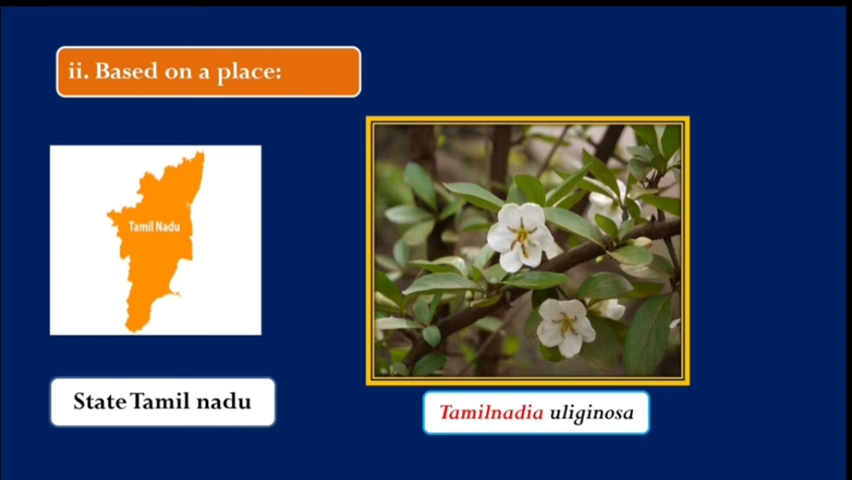 ii. Based on a place:
Tamil Nadu
State Tamil nadu
Tamilnadia uliginosa